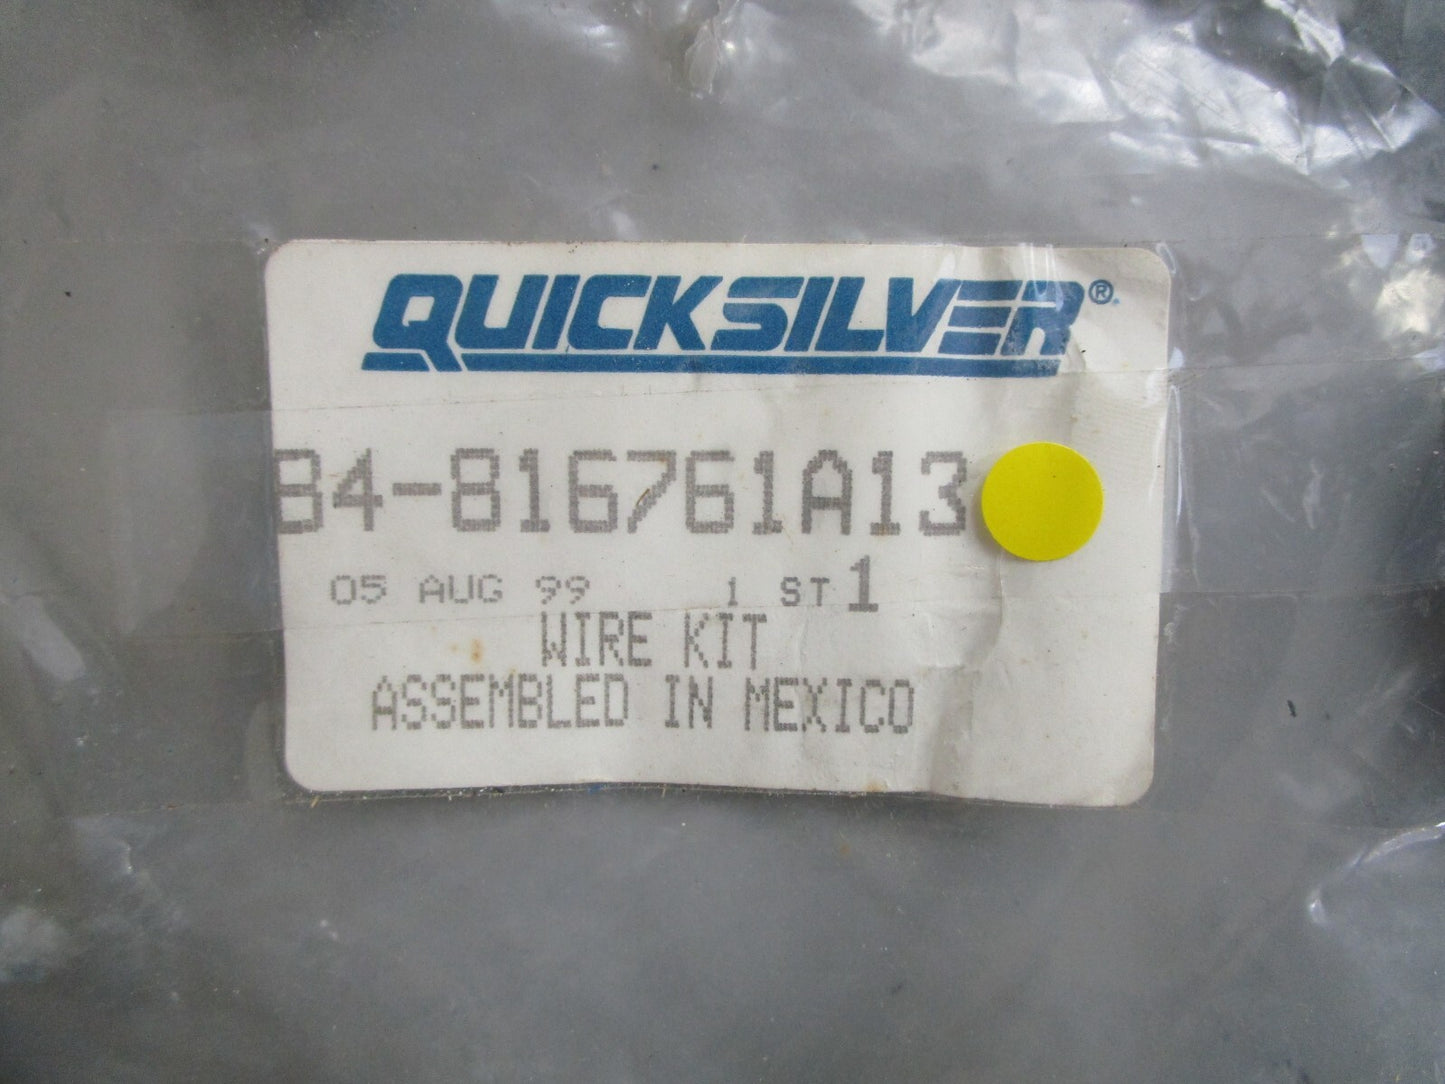 QUICKSILVER®
84-816761A13
05 AUG 99 1 ST 1
WIRE KIT
ASSEMBLED IN MEXICO